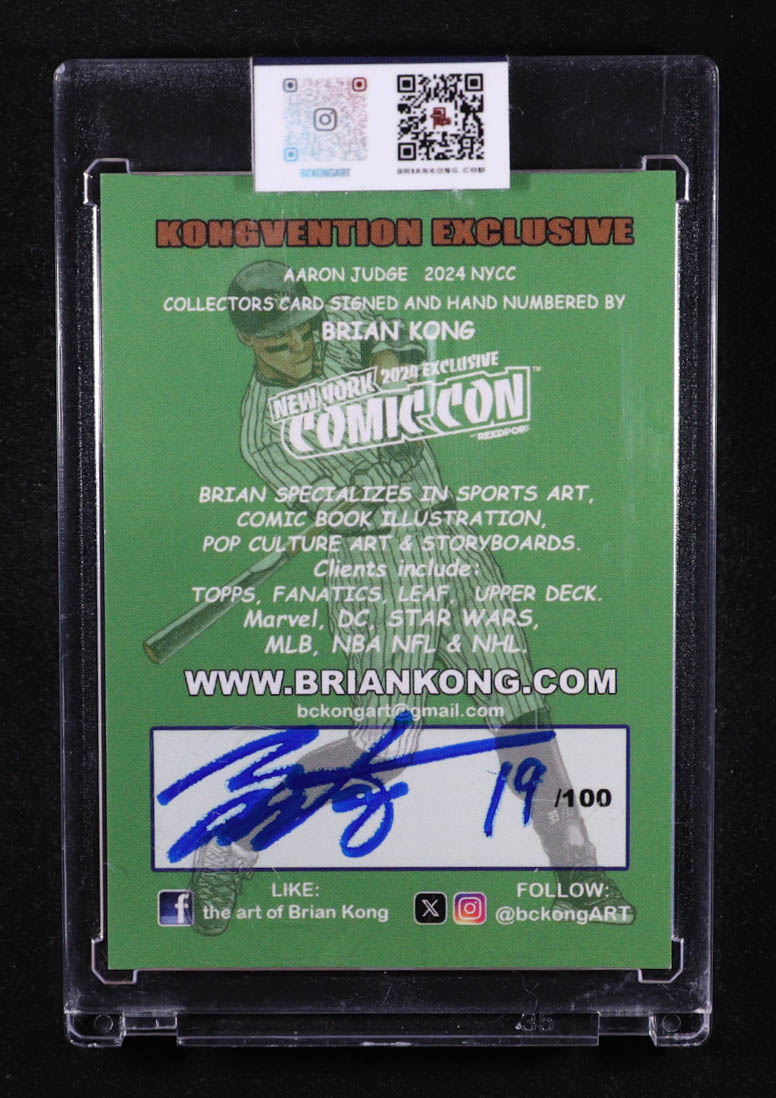 BCKONGART
BRIANKONG.COM
KONGVENTION EXCLUSIVE
AARON JUDGE 2024 NYCC
COLLECTORS CARD SIGNED AND HAND NUMBERED BY
BRIAN KONG
NEW YORK 2024 EXCLUSIVE
COMIC CON™
REEDPOP
BRIAN SPECIALIZES IN SPORTS ART,
COMIC BOOK ILLUSTRATION,
POP CULTURE ART & STORYBOARDS.
Clients include:
TOPPS, FANATICS, LEAF, UPPER DECK.
Marvel, DC, STAR WARS,
MLB, NBA NFL & NHL.
WWW.BRIANKONG.COM
bckongart@gmail.com
19 /100
LIKE:
the art of Brian Kong
FOLLOW:
@bckongART